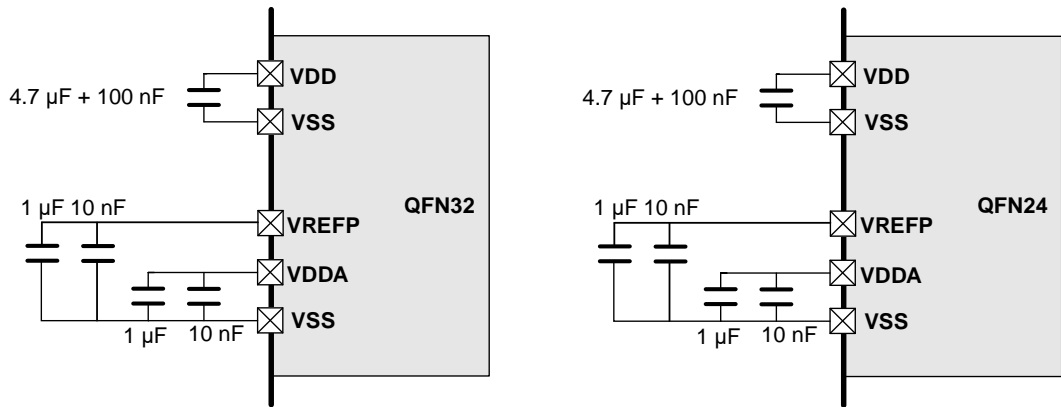 VDD VDD
4.7 µF + 100 nF 4.7 µF + 100 nF
VSS VSS
1 µF 10 nF QFN32 1 µF 10 nF QFN24
VREFP VREFP
VDDA VDDA
VSS VSS
1 µF 10 nF 1 µF 10 nF